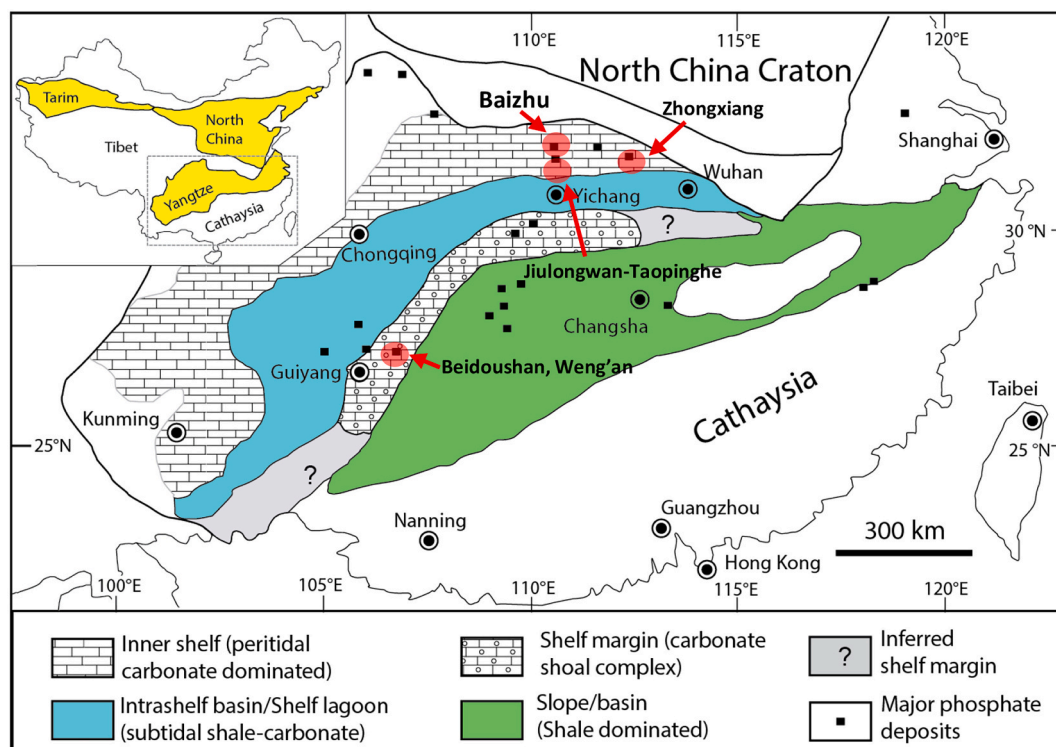 110°E
115°E
120°E
North China Craton
Tarim
North
China
Tibet
Yangtze
Cathaysia
Baizhu
Zhongxiang
Shanghai
Wuhan
Yichang
?
30°N
Chongqing
Jiulongwan-Taopinghe
Changsha
Guiyang
Beidoushan, Weng'an
Kunming
Cathaysia
Taibei
25°N
25°N
?
Nanning
Guangzhou
Hong Kong
300 km
100°E
105°E
110°E
115°E
120°E
Inner shelf (peritidal
carbonate dominated)
Shelf margin (carbonate
shoal complex)
?
Inferred
shelf margin
Intrashelf basin/Shelf lagoon
(subtidal shale-carbonate)
Slope/basin
(Shale dominated)
Major phosphate
deposits